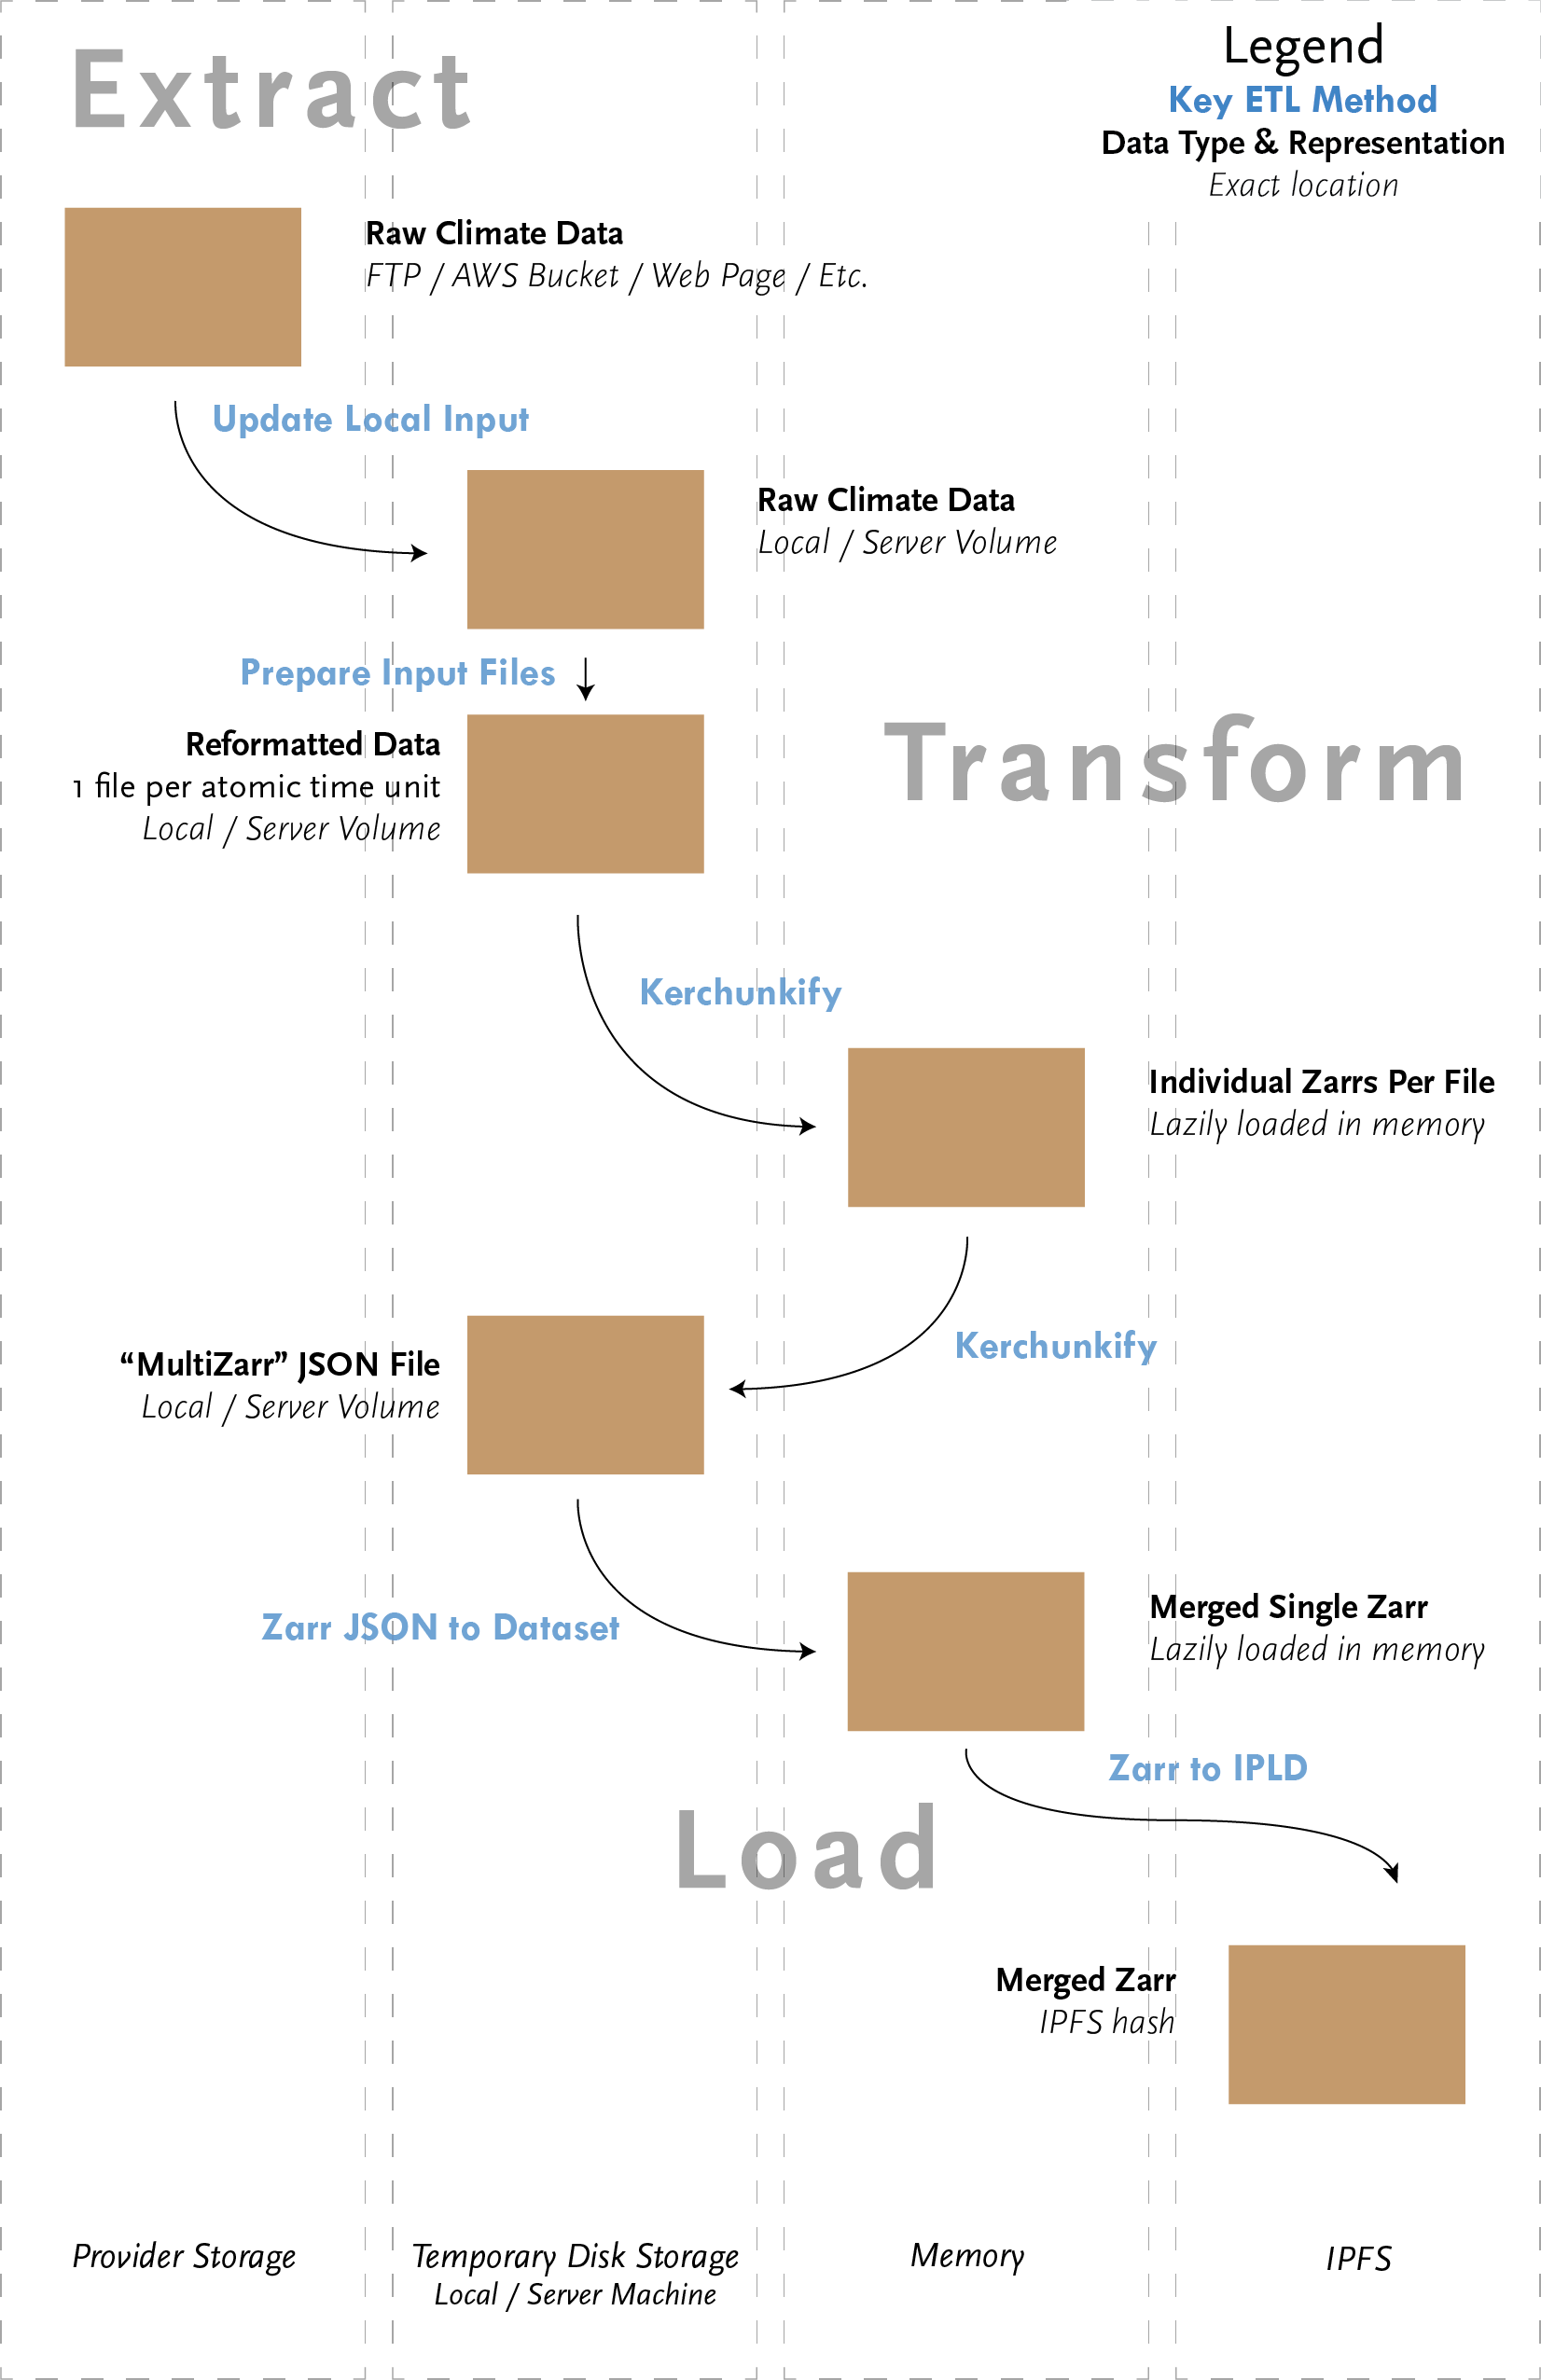 Extract
Legend
Key ETL Method
Data Type & Representation
Exact location
Raw Climate Data
FTP / AWS Bucket / Web Page / Etc.
Update Local Input
Raw Climate Data
Local / Server Volume
Prepare Input Files
Reformatted Data
1 file per atomic time unit
Local / Server Volume
Transform
Kerchunkify
Individual Zarrs Per File
Lazily loaded in memory
Kerchunkify
“MultiZarr” JSON File
Local / Server Volume
Zarr JSON to Dataset
Merged Single Zarr
Lazily loaded in memory
Zarr to IPLD
Load
Merged Zarr
IPFS hash
Provider Storage
Temporary Disk Storage
Local / Server Machine
Memory
IPFS